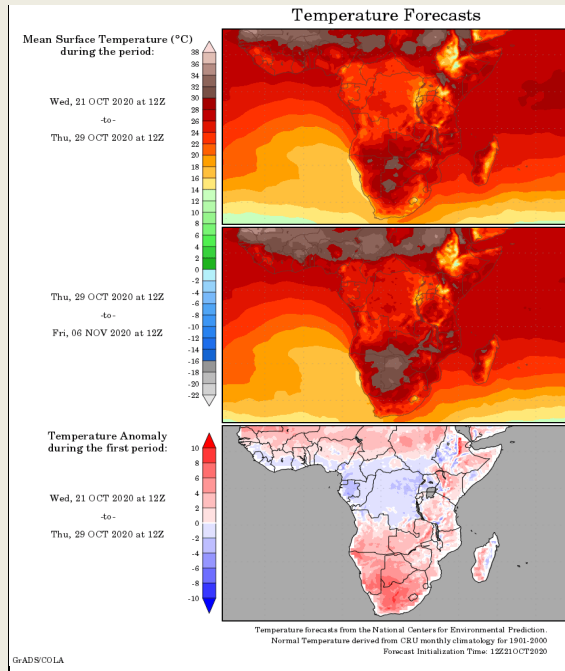 Temperature Forecasts
Mean Surface Temperature (°C)
during the period:
Wed, 21 OCT 2020 at 12Z
-to-
Thu, 29 OCT 2020 at 12Z
38
36
34
32
30
28
26
24
22
20
18
16
14
12
10
8
6
4
2
0
-2
-4
-6
-8
-10
-12
-14
-16
-18
-20
-22
Thu, 29 OCT 2020 at 12Z
-to-
Fri, 06 NOV 2020 at 12Z
Temperature Anomaly
during the first period:
Wed, 21 OCT 2020 at 12Z
-to-
Thu, 29 OCT 2020 at 12Z
10
8
6
4
2
0
-2
-4
-6
-8
-10
Temperature forecasts from the National Centers for Environmental Prediction.
Normal Temperature derived from CRU monthly climatology for 1901-2000
Forecast Initialization Time: 12Z21OCT2020
GrADS/COLA